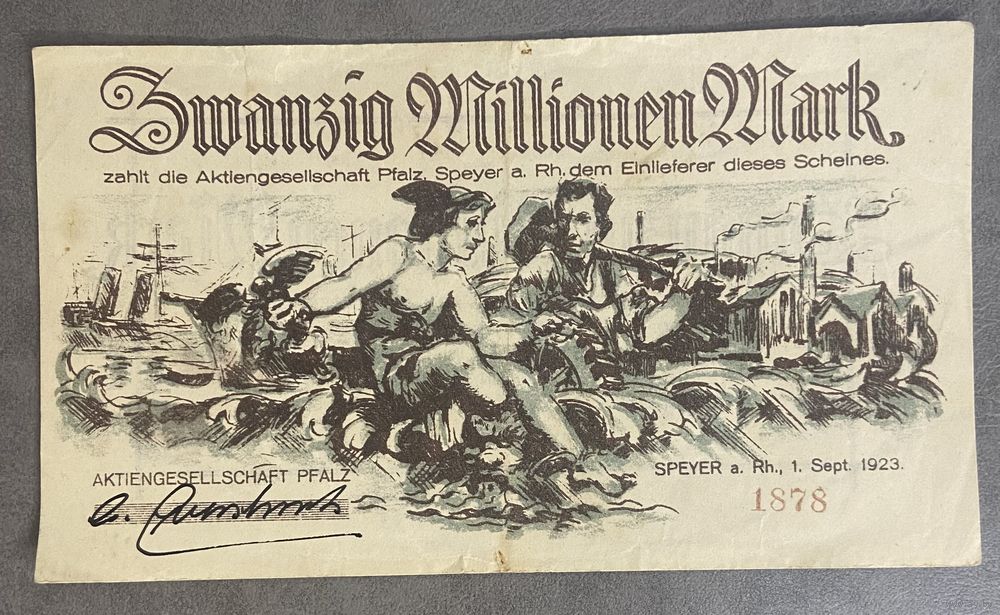 Zwanzig Millionen Mark
zahlt die Aktiengesellschaft Pfalz, Speyer a. Rh. dem Einlieferer dieses Scheines.
AKTIENGESELLSCHAFT PFALZ
SPEYER a. Rh., 1. Sept. 1923.
1878